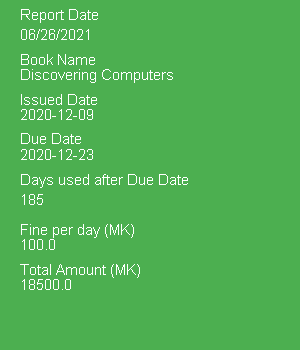 Report Date
06/26/2021
Book Name
Discovering Computers
Issued Date
2020-12-09
Due Date
2020-12-23
Days used after Due Date
185
Fine per day (MK)
100.0
Total Amount (MK)
18500.0